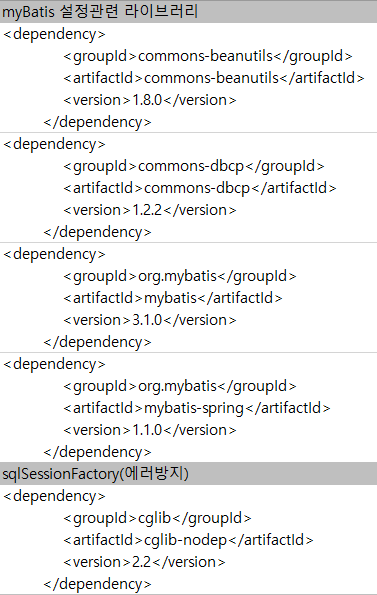 myBatis 설정관련 라이브러리
<dependency>
<groupId>commons-beanutils</groupId>
<artifactId>commons-beanutils</artifactId>
<version>1.8.0</version>
</dependency>
<dependency>
<groupId>commons-dbcp</groupId>
<artifactId>commons-dbcp</artifactId>
<version>1.2.2</version>
</dependency>
<dependency>
<groupId>org.mybatis</groupId>
<artifactId>mybatis</artifactId>
<version>3.1.0</version>
</dependency>
<dependency>
<groupId>org.mybatis</groupId>
<artifactId>mybatis-spring</artifactId>
<version>1.1.0</version>
</dependency>
sqlSessionFactory(에러방지)
<dependency>
<groupId>cglib</groupId>
<artifactId>cglib-nodep</artifactId>
<version>2.2</version>
</dependency>